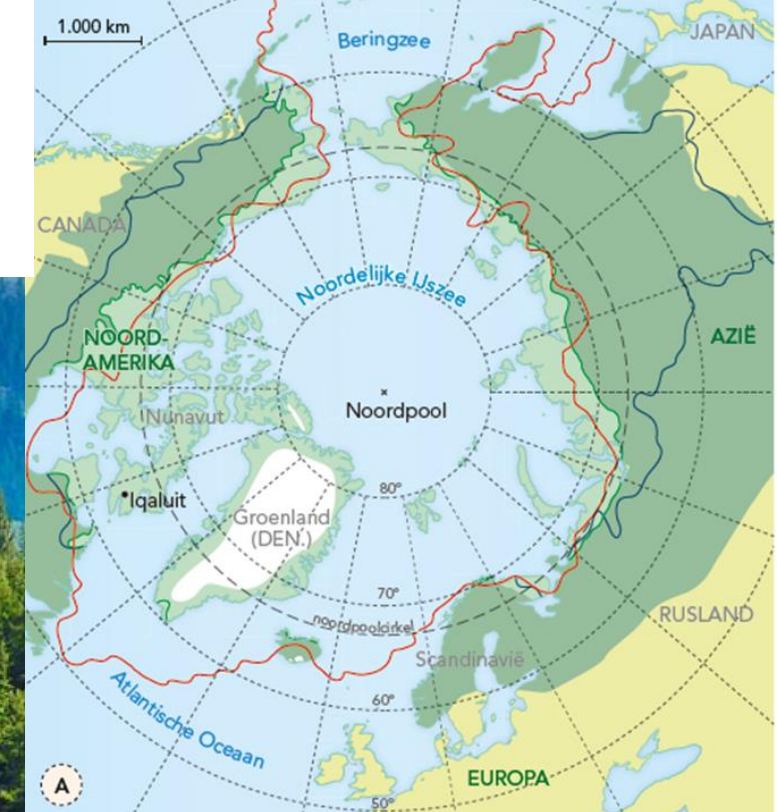 1.000 km
Beringzee
JAPAN
CANADA
Noordelijke IJszee
NOORD-
AMERIKA
AZIË
Noordpool
Nunavut
Iqaluit
80°
Groenland
(DEN.)
70°
noordpoolcirkel
RUSLAND
Scandinavië
60°
Atlantische Oceaan
EUROPA
A
50°